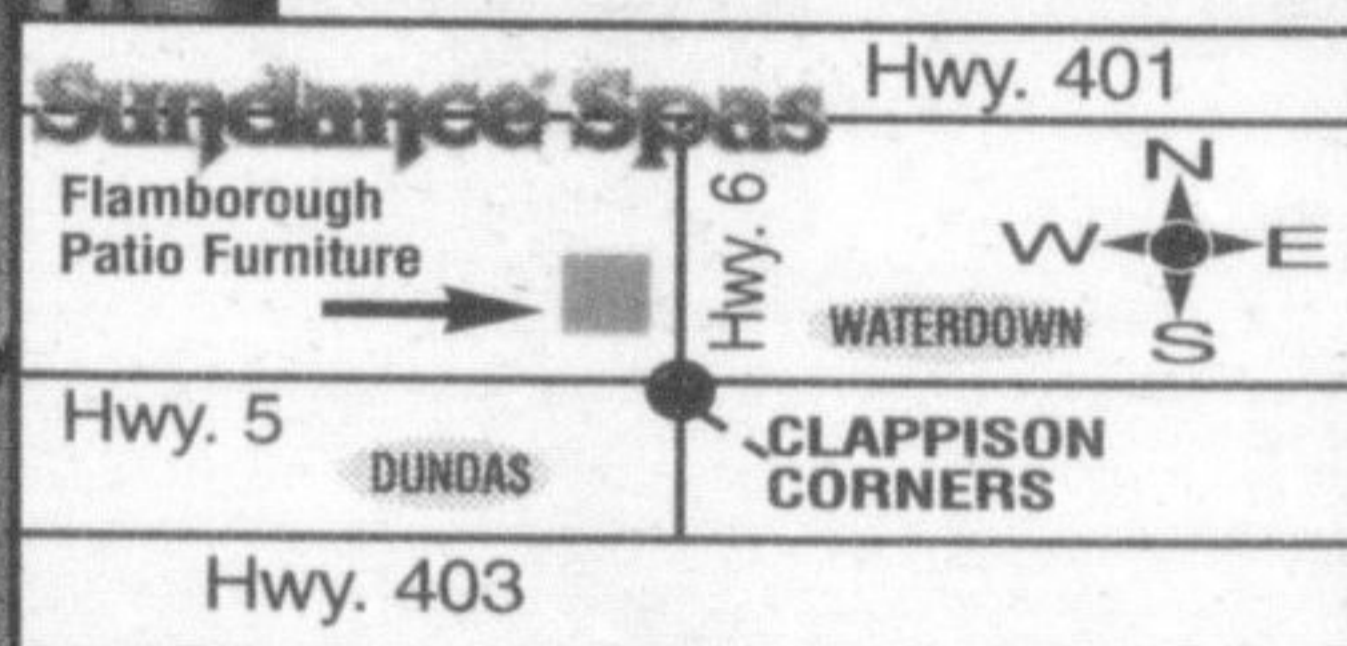 Hwy. 401
Sundance Spas
N
Flamborough
Patio Furniture
Hwy. 6
W E
WATERDOWN
S
Hwy. 5
CLAPPISON
CORNERS
DUNDAS
Hwy. 403